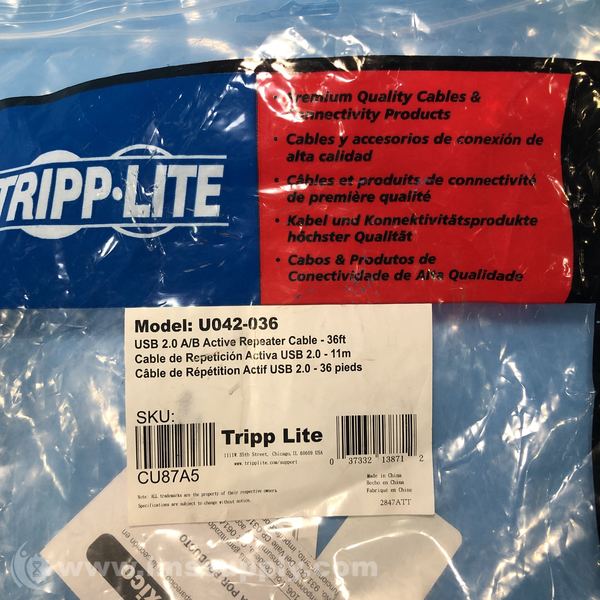 TRIPP·LITE
• Premium Quality Cables &
Connectivity Products
• Cables y accesorios de conexión de
alta calidad
• Câbles et produits de connectivité
de première qualité
• Kabel und Konnektivitätsprodukte
höchster Qualität
• Cabos & Produtos de
Conectividade de Alta Qualidade
Model: U042-036
USB 2.0 A/B Active Repeater Cable - 36ft
Cable de Repetición Activa USB 2.0 - 11m
Câble de Répétition Actif USB 2.0 - 36 pieds
SKU:
CU87A5
Tripp Lite
1111W 35th Street, Chicago, IL 60609 USA
www.tripplite.com/support
0 37332 13871 2
Made in China
Hecho en China
Fabriqué en China
2847ATT
Note: ALL trademarks are the property of their respective owners.
Specifications are subject to change without notice.